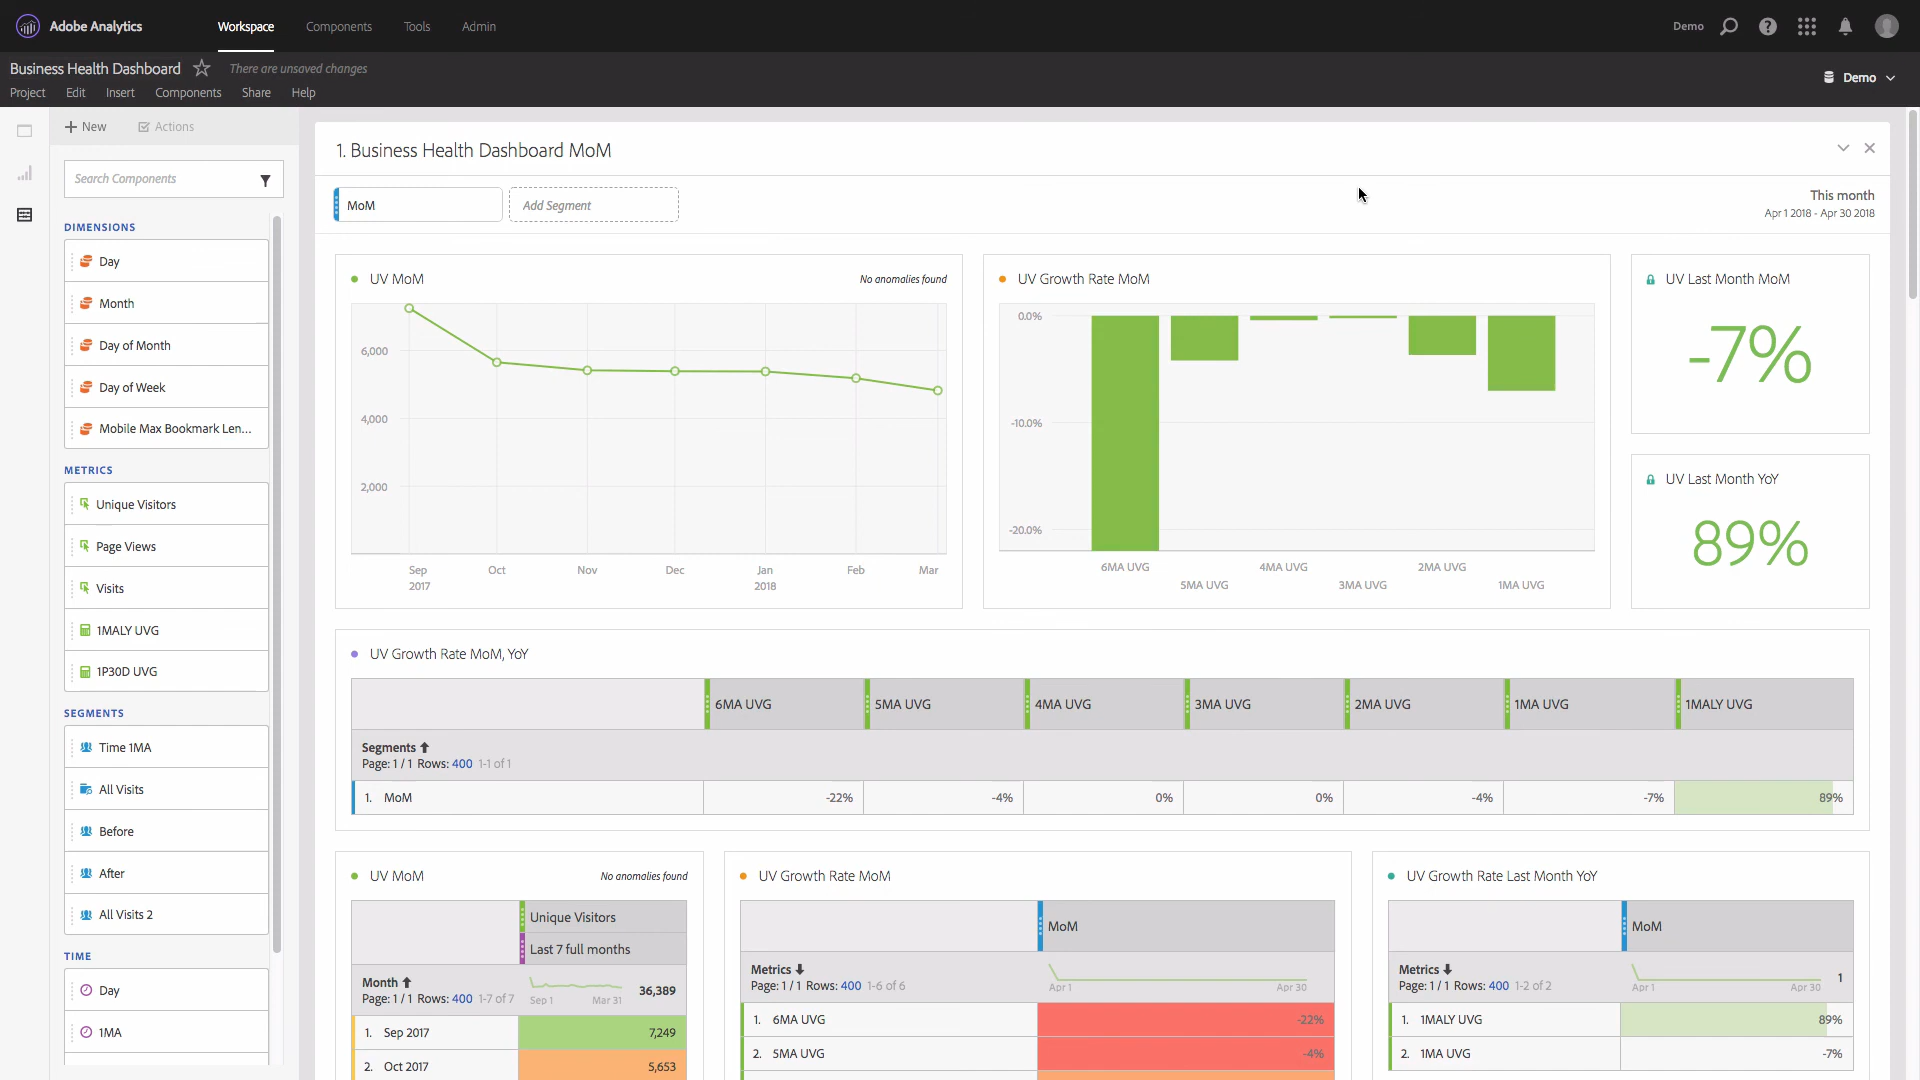 Adobe Analytics
Workspace
Components
Tools
Admin
Demo
Business Health Dashboard
There are unsaved changes
Demo
Project
Edit
Insert
Components
Share
Help
New
Actions
Search Components
DIMENSIONS
Day
Month
Day of Month
Day of Week
Mobile Max Bookmark Len...
METRICS
Unique Visitors
Page Views
Visits
1MALY UVG
1P30D UVG
SEGMENTS
Time 1MA
All Visits
Before
After
All Visits 2
TIME
Day
1MA
1. Business Health Dashboard MoM
MoM
Add Segment
This month
Apr 1 2018 - Apr 30 2018
UV MoM
No anomalies found
6,000
4,000
2,000
Sep
2017
Oct
Nov
Dec
Jan
2018
Feb
Mar
UV Growth Rate MoM
0.0%
-10.0%
-20.0%
6MA UVG
5MA UVG
4MA UVG
3MA UVG
2MA UVG
1MA UVG
UV Last Month MoM
-7%
UV Last Month YoY
89%
UV Growth Rate MoM, YoY
6MA UVG
5MA UVG
4MA UVG
3MA UVG
2MA UVG
1MA UVG
1MALY UVG
Segments
Page: 1 / 1 Rows: 400 1-1 of 1
1. MoM -22% -4% 0% 0% -4% -7% 89%
UV MoM
No anomalies found
Unique Visitors
Last 7 full months
Month
Page: 1 / 1 Rows: 400 1-7 of 7
Sep 1
Mar 31
36,389
1. Sep 2017 7,249
2. Oct 2017 5,653
UV Growth Rate MoM
MoM
Metrics
Page: 1 / 1 Rows: 400 1-6 of 6
Apr 1
Apr 30
1. 6MA UVG -22%
2. 5MA UVG -4%
UV Growth Rate Last Month YoY
MoM
Metrics
Page: 1 / 1 Rows: 400 1-2 of 2
Apr 1
Apr 30
1
1. 1MALY UVG 89%
2. 1MA UVG -7%